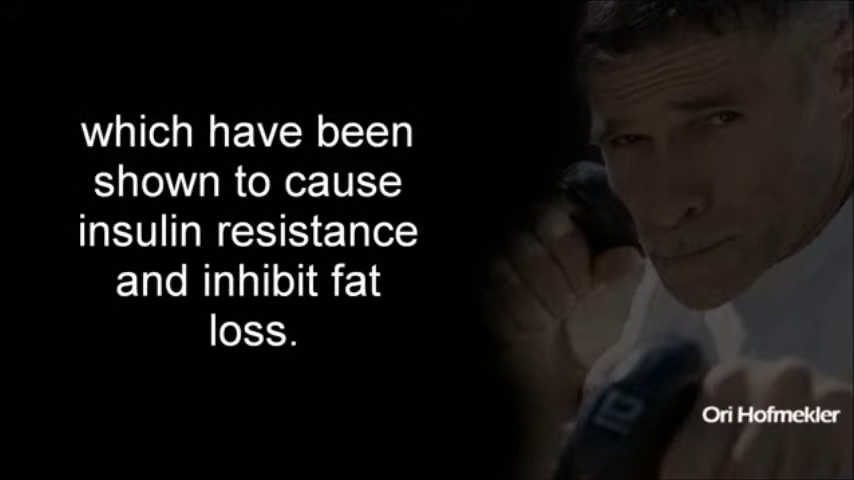 which have been
shown to cause
insulin resistance
and inhibit fat
loss.
Ori Hofmekler